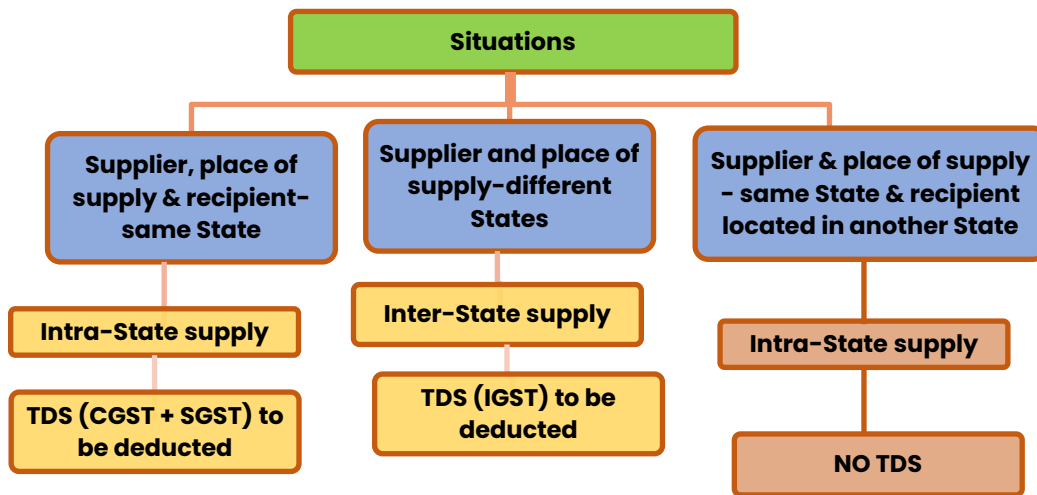 Situations
Supplier, place of
supply & recipient-
same State
Supplier and place of
supply-different
States
Supplier & place of supply
- same State & recipient
located in another State
Intra-State supply
Inter-State supply
Intra-State supply
TDS (CGST + SGST) to
be deducted
TDS (IGST) to be
deducted
NO TDS